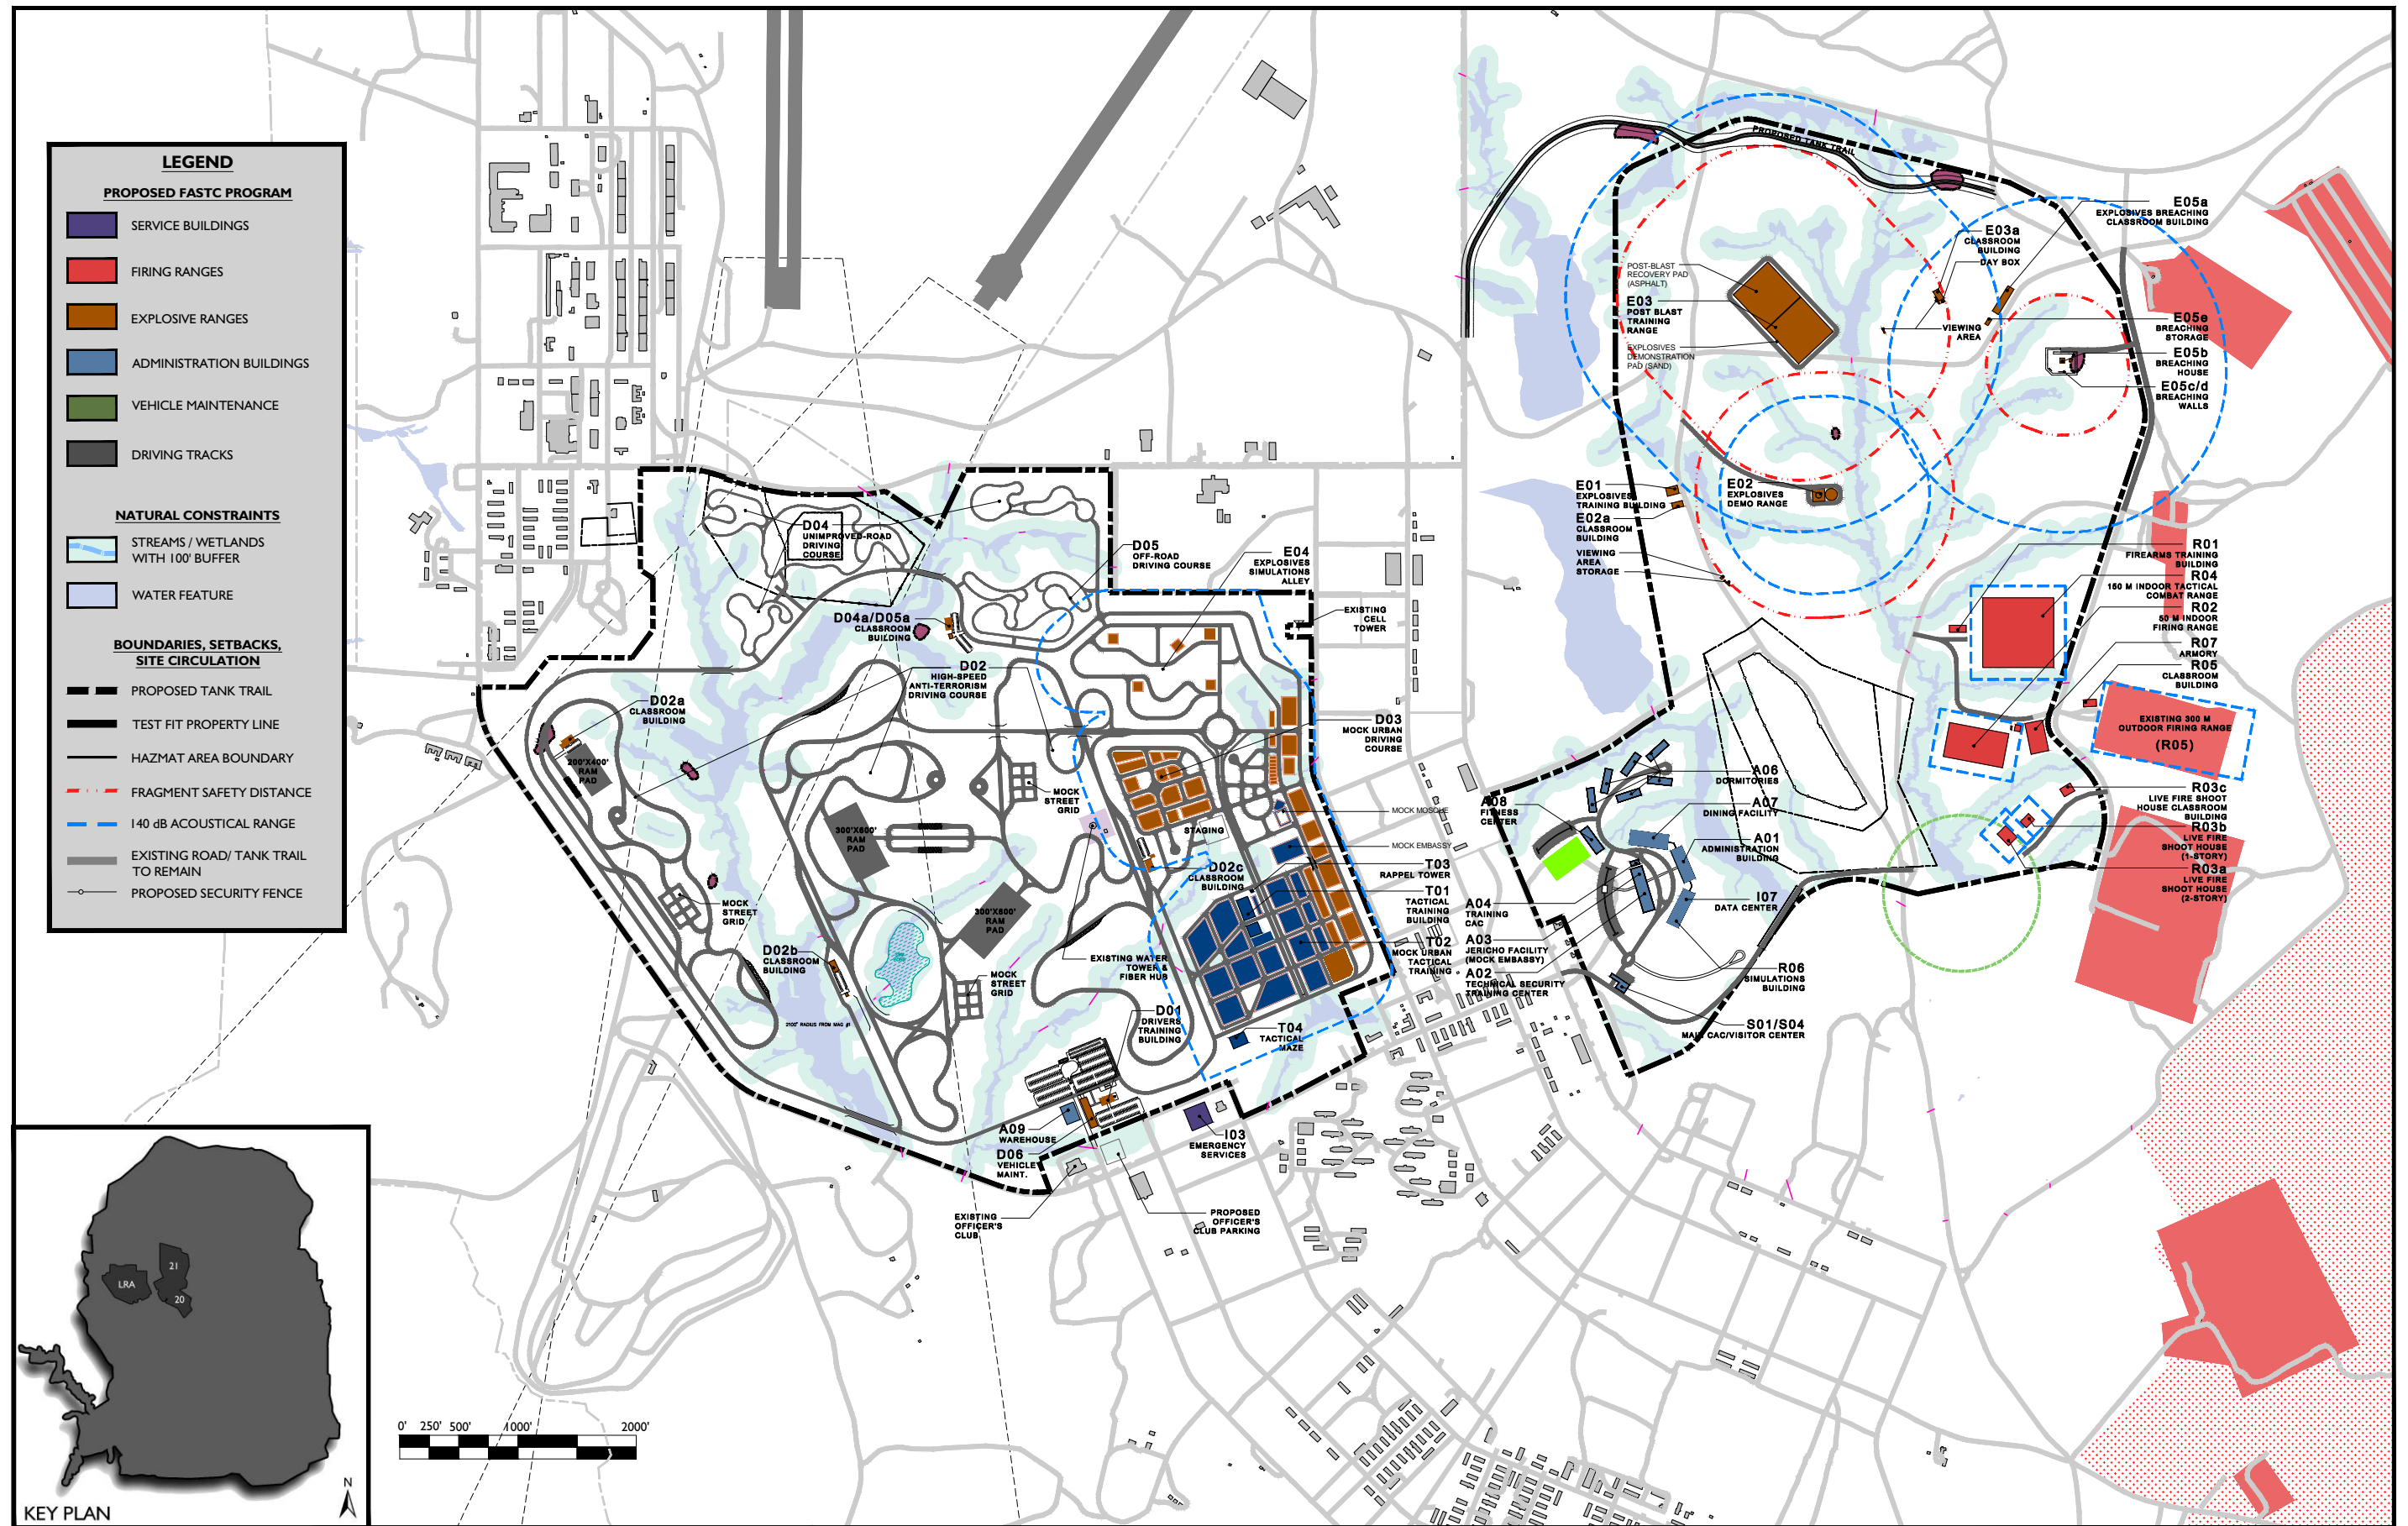 LEGEND
PROPOSED FASTC PROGRAM
SERVICE BUILDINGS
FIRING RANGES
EXPLOSIVE RANGES
ADMINISTRATION BUILDINGS
VEHICLE MAINTENANCE
DRIVING TRACKS
NATURAL CONSTRAINTS
STREAMS / WETLANDS
WITH 100' BUFFER
WATER FEATURE
BOUNDARIES, SETBACKS,
SITE CIRCULATION
PROPOSED TANK TRAIL
TEST FIT PROPERTY LINE
HAZMAT AREA BOUNDARY
FRAGMENT SAFETY DISTANCE
140 dB ACOUSTICAL RANGE
EXISTING ROAD/ TANK TRAIL
TO REMAIN
PROPOSED SECURITY FENCE
LRA
21
20
KEY PLAN
N
0' 250' 500' 1000' 2000'
D04
UNIMPROVED-ROAD
DRIVING
COURSE
D05
OFF-ROAD
DRIVING COURSE
E04
EXPLOSIVES
SIMULATIONS
ALLEY
EXISTING
CELL
TOWER
D04a/D05a
CLASSROOM
BUILDING
D02
HIGH-SPEED
ANTI-TERRORISM
DRIVING COURSE
D02a
CLASSROOM
BUILDING
200'X400'
RAM
PAD
D03
MOCK URBAN
DRIVING
COURSE
MOCK
STREET
GRID
MOCK MOSQUE
300'X600'
RAM
PAD
STAGING
MOCK EMBASSY
D02c
CLASSROOM
BUILDING
T03
RAPPEL TOWER
T01
TACTICAL
TRAINING
BUILDING
MOCK
STREET
GRID
300'X600'
RAM
PAD
T02
MOCK URBAN
TACTICAL
TRAINING
D02b
CLASSROOM
BUILDING
EXISTING WATER
TOWER &
FIBER HUB
MOCK
STREET
GRID
2100' RADIUS FROM MAG #1
D01
DRIVERS
TRAINING
BUILDING
T04
TACTICAL
MAZE
A09
WAREHOUSE
D06
VEHICLE
MAINT.
I03
EMERGENCY
SERVICES
EXISTING
OFFICER'S
CLUB
PROPOSED
OFFICER'S
CLUB PARKING
PROPOSED TANK TRAIL
E05a
EXPLOSIVES BREACHING
CLASSROOM BUILDING
E03a
CLASSROOM
BUILDING
DAY BOX
POST-BLAST
RECOVERY PAD
(ASPHALT)
E03
POST BLAST
TRAINING
RANGE
EXPLOSIVES
DEMONSTRATION
PAD (SAND)
VIEWING
AREA
E05e
BREACHING
STORAGE
E05b
BREACHING
HOUSE
E05c/d
BREACHING
WALLS
E01
EXPLOSIVES
TRAINING BUILDING
E02a
CLASSROOM
BUILDING
VIEWING
AREA
STORAGE
E02
EXPLOSIVES
DEMO RANGE
R01
FIREARMS TRAINING
BUILDING
R04
150 M INDOOR TACTICAL
COMBAT RANGE
R02
50 M INDOOR
FIRING RANGE
R07
ARMORY
R05
CLASSROOM
BUILDING
EXISTING 300 M
OUTDOOR FIRING RANGE
(R05)
R03c
LIVE FIRE SHOOT
HOUSE CLASSROOM
BUILDING
R03b
LIVE FIRE
SHOOT HOUSE
(1-STORY)
R03a
LIVE FIRE
SHOOT HOUSE
(2-STORY)
A06
DORMITORIES
A08
FITNESS
CENTER
A07
DINING FACILITY
A01
ADMINISTRATION
BUILDING
A04
TRAINING
CAC
I07
DATA CENTER
A03
JERICHO FACILITY
(MOCK EMBASSY)
A02
TECHNICAL SECURITY
TRAINING CENTER
R06
SIMULATIONS
BUILDING
S01/S04
MAIN CAC/VISITOR CENTER